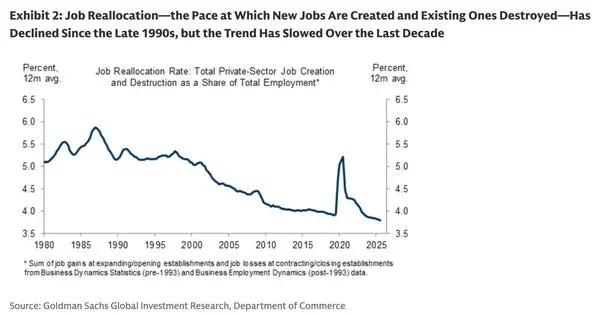 Exhibit 2: Job Reallocation—the Pace at Which New Jobs Are Created and Existing Ones Destroyed—Has
Declined Since the Late 1990s, but the Trend Has Slowed Over the Last Decade
Percent,
12m avg.
Job Reallocation Rate: Total Private-Sector Job Creation
and Destruction as a Share of Total Employment*
Percent,
12m avg.
6.5 6.5
6.0 6.0
5.5 5.5
5.0 5.0
4.5 4.5
4.0 4.0
3.5 3.5
1980 1985 1990 1995 2000 2005 2010 2015 2020 2025
* Sum of job gains at expanding/opening establishments and job losses at contracting/closing establishments
from Business Dynamics Statistics (pre-1993) and Business Employment Dynamics (post-1993) data.
Source: Goldman Sachs Global Investment Research, Department of Commerce